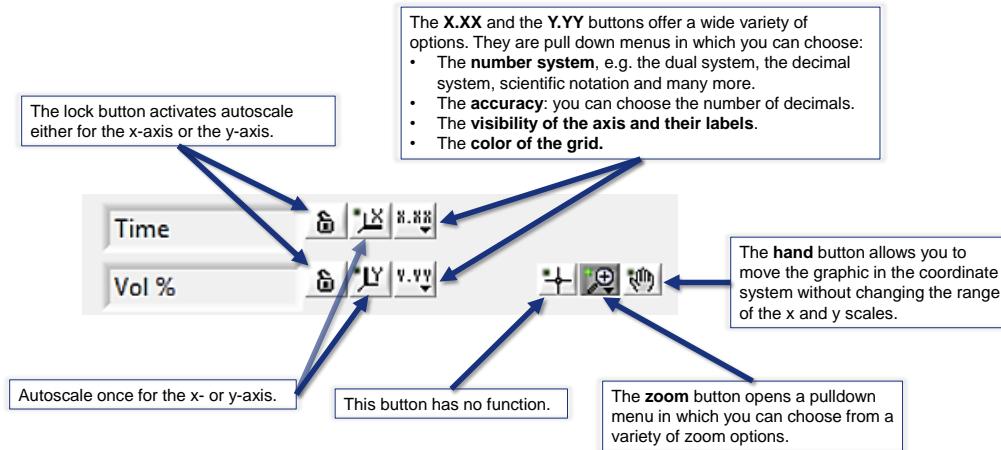 The X.XX and the Y.YY buttons offer a wide variety of
options. They are pull down menus in which you can choose:
• The number system, e.g. the dual system, the decimal
system, scientific notation and many more.
• The accuracy: you can choose the number of decimals.
• The visibility of the axis and their labels.
• The color of the grid.
The lock button activates autoscale
either for the x-axis or the y-axis.
Time
X
X.XX
Vol %
Y
Y.YY
The hand button allows you to
move the graphic in the coordinate
system without changing the range
of the x and y scales.
Autoscale once for the x- or y-axis.
This button has no function.
The zoom button opens a pulldown
menu in which you can choose from a
variety of zoom options.